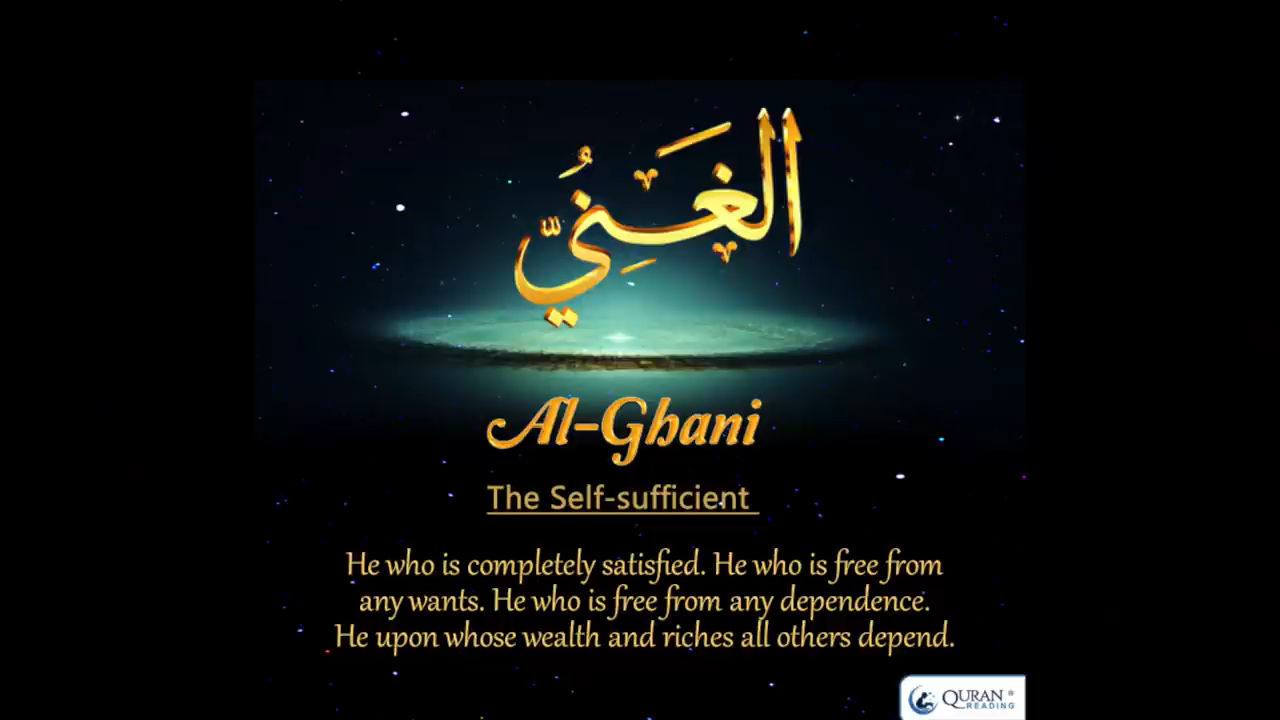 الغَنِيُّ
Al-Ghani
The Self-sufficient
He who is completely satisfied. He who is free from
any wants. He who is free from any dependence.
He upon whose wealth and riches all others depend.
QURAN ®
READING